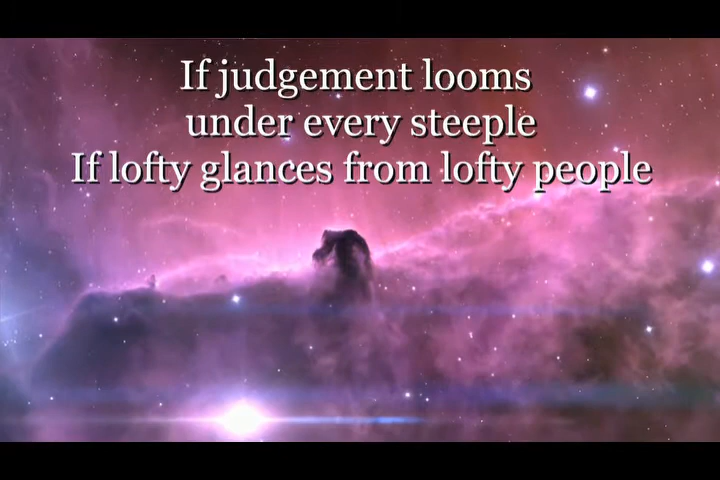 If judgement looms
under every steeple
If lofty glances from lofty people